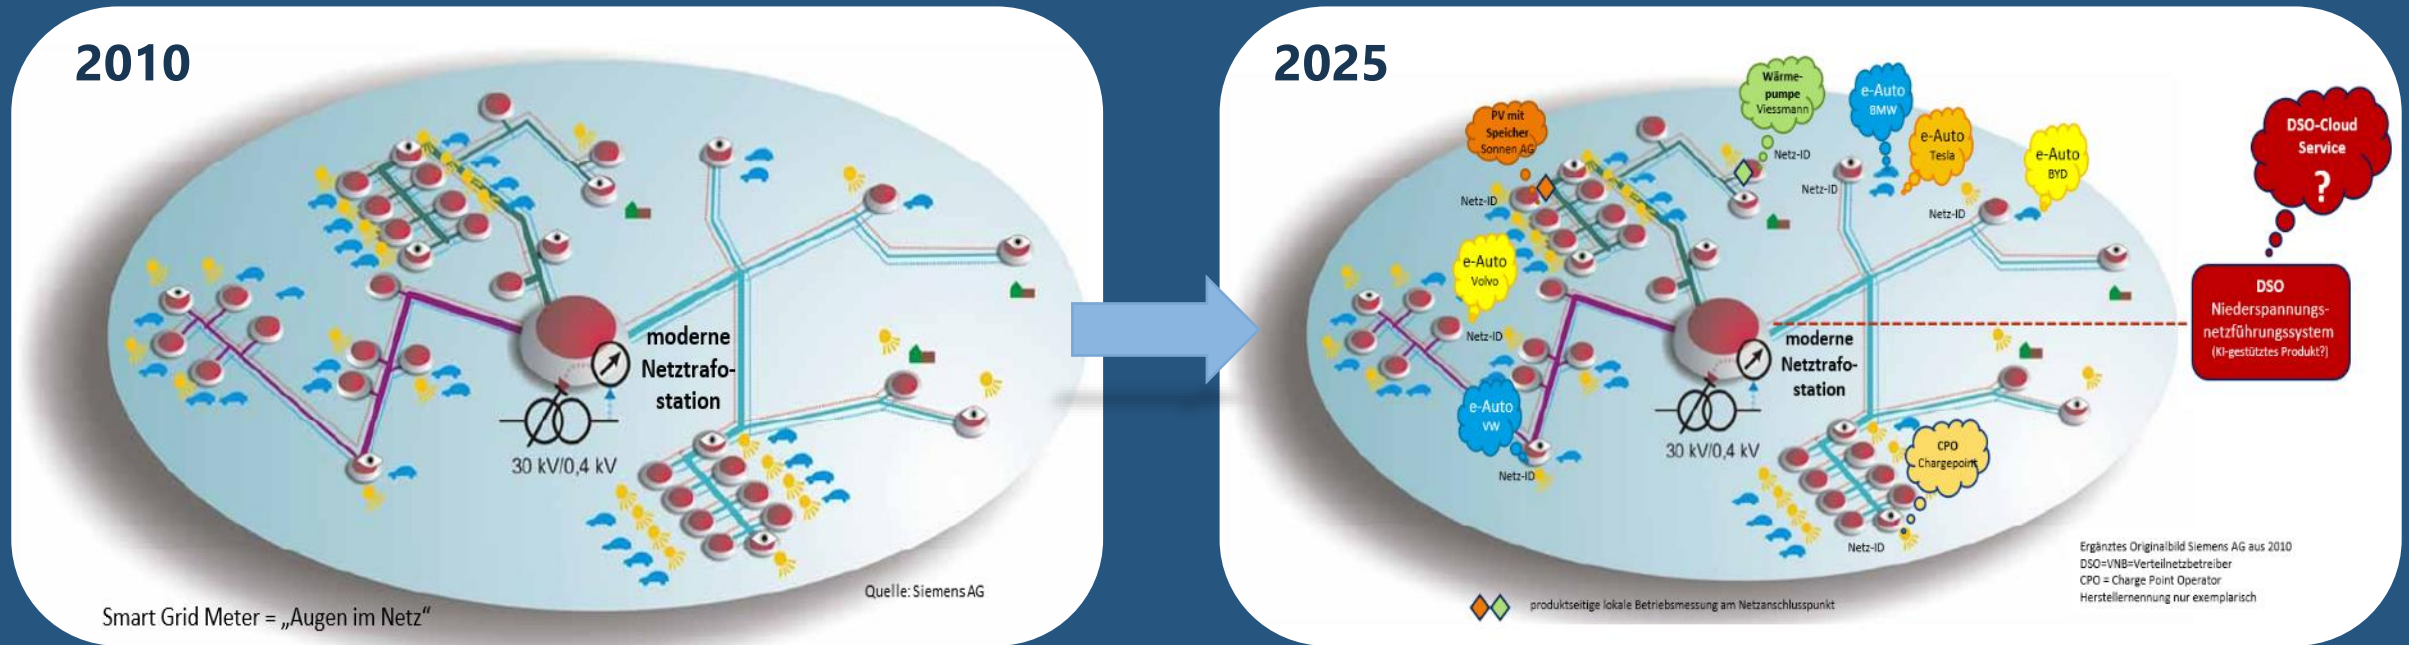 2010
moderne
Netztrafo-
station
30 kV/0,4 kV
Quelle: Siemens AG
Smart Grid Meter = „Augen im Netz“
2025
PV mit
Speicher
Sonnen AG
Wärme-
pumpe
Viessmann
e-Auto
BMW
e-Auto
Tesla
e-Auto
BYD
DSO-Cloud
Service
?
Netz-ID
Netz-ID
Netz-ID
Netz-ID
e-Auto
Volvo
Netz-ID
DSO
Niederspannungs-
netzführungssystem
(KI-gestütztes Produkt?)
moderne
Netztrafo-
station
e-Auto
VW
30 kV/0,4 kV
CPO
Chargepoint
Netz-ID
Netz-ID
Ergänztes Originalbild Siemens AG aus 2010
DSO=VNB=Verteilnetzbetreiber
CPO = Charge Point Operator
Herstellernennung nur exemplarisch
produktseitige lokale Betriebsmessung am Netzanschlusspunkt